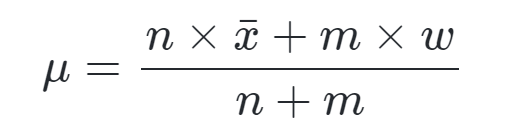 μ = (n × x̄ + m × w) / (n + m)